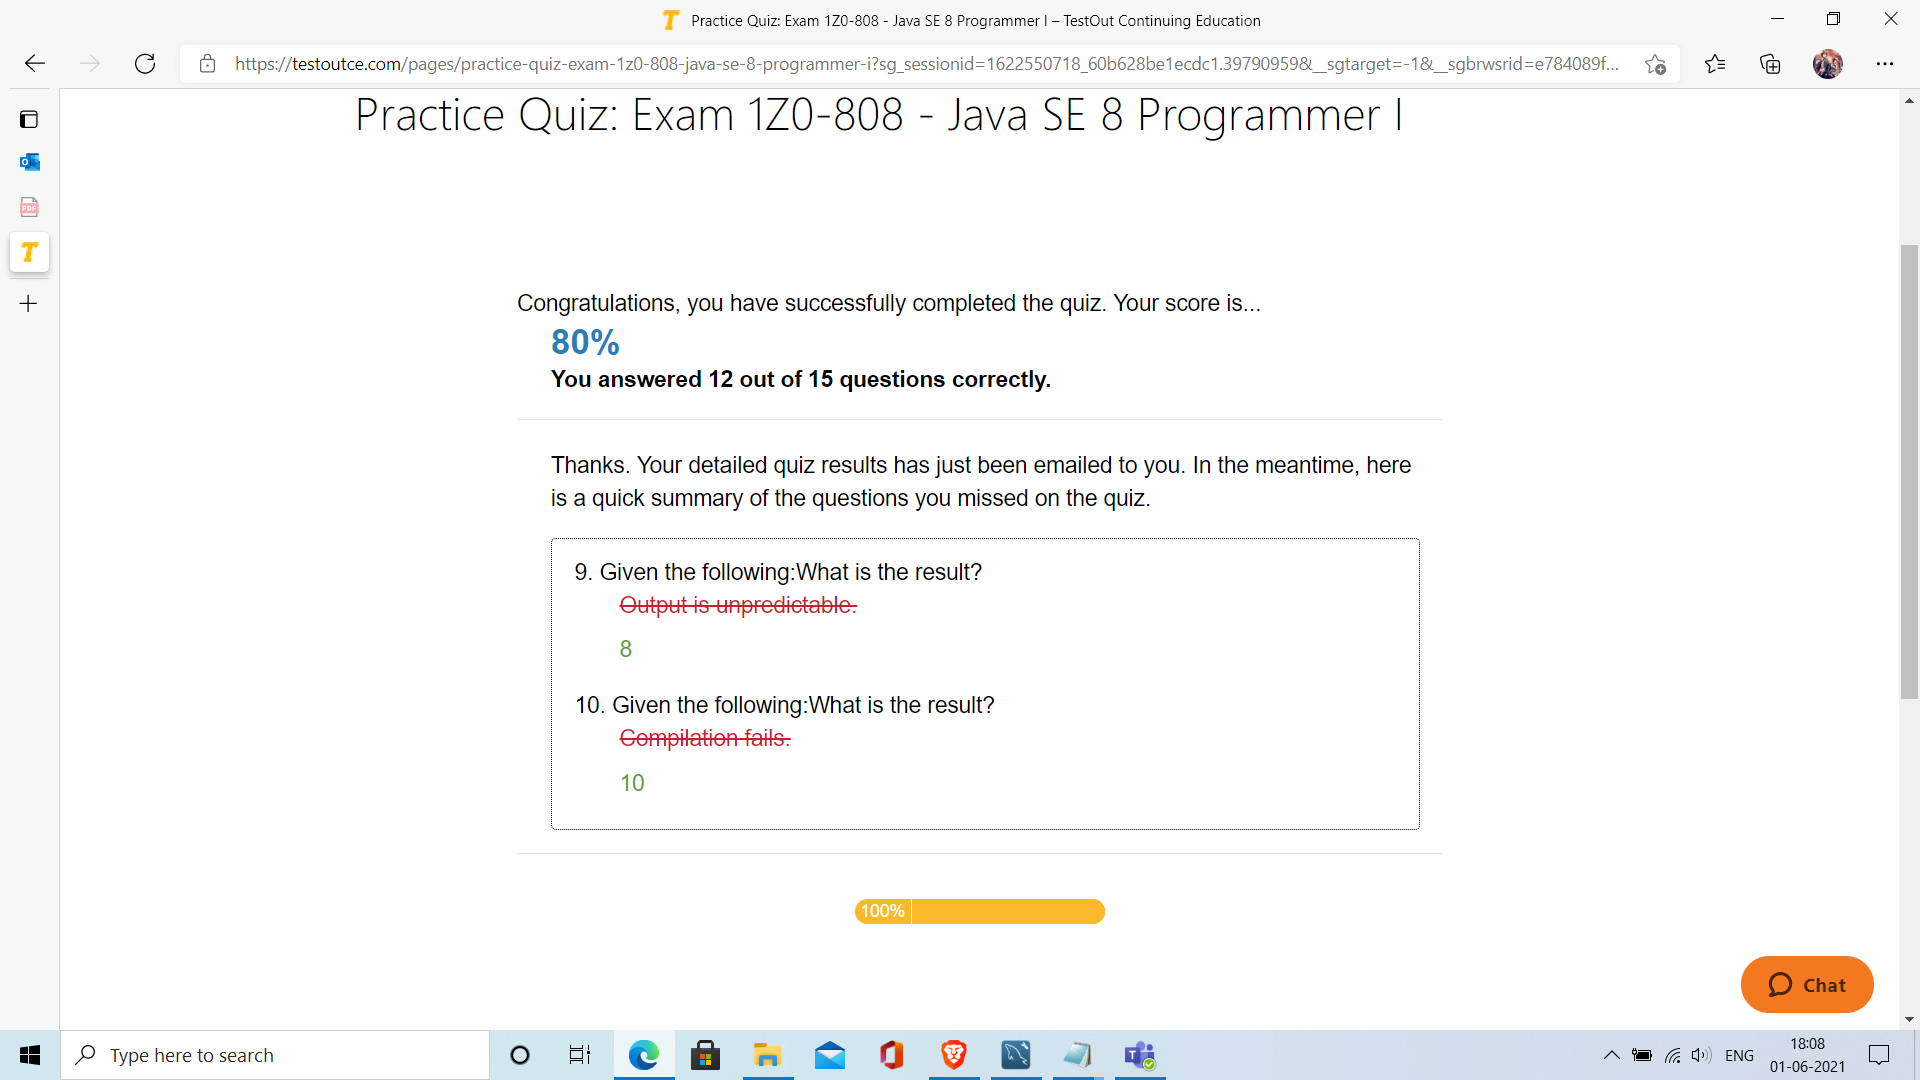 Practice Quiz: Exam 1Z0-808 - Java SE 8 Programmer I – TestOut Continuing Education
https://testoutce.com/pages/practice-quiz-exam-1z0-808-java-se-8-programmer-i?sg_sessionid=1622550718_60b628be1ecdc1.39790959&__sgtarget=-1&__sgbrwsrid=e784089f...
Practice Quiz: Exam 1Z0-808 - Java SE 8 Programmer I
Congratulations, you have successfully completed the quiz. Your score is...
80%
You answered 12 out of 15 questions correctly.
Thanks. Your detailed quiz results has just been emailed to you. In the meantime, here
is a quick summary of the questions you missed on the quiz.
9. Given the following:What is the result?
Output is unpredictable.
8
10. Given the following:What is the result?
Compilation fails.
10
100%
Chat
Type here to search
ENG
18:08
01-06-2021